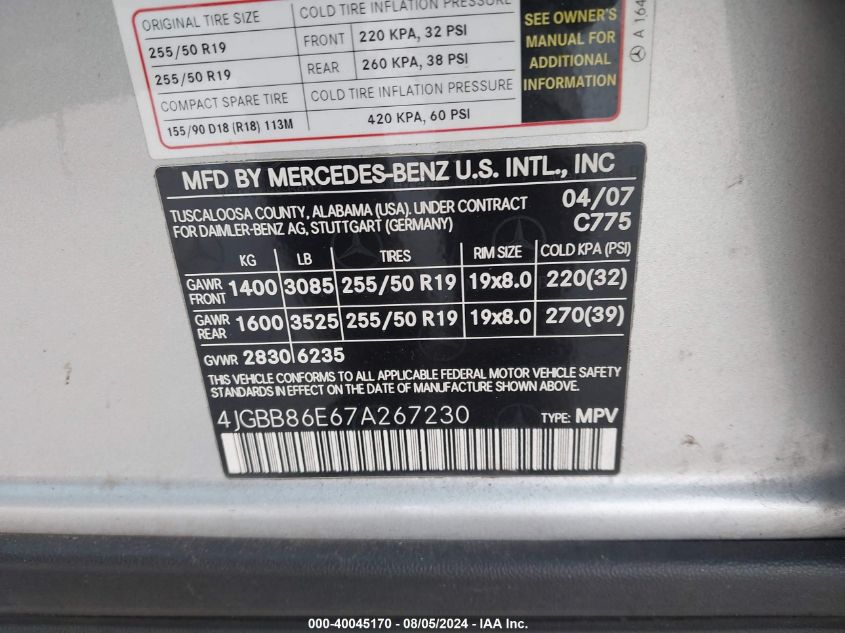 ORIGINAL TIRE SIZE COLD TIRE INFLATION PRESSURE
255/50 R19 FRONT 220 KPA, 32 PSI
255/50 R19 REAR 260 KPA, 38 PSI
COMPACT SPARE TIRE COLD TIRE INFLATION PRESSURE
155/90 D18 (R18) 113M 420 KPA, 60 PSI
SEE OWNER'S
MANUAL FOR
ADDITIONAL
INFORMATION
A 164
MFD BY MERCEDES-BENZ U.S. INTL., INC
TUSCALOOSA COUNTY, ALABAMA (USA). UNDER CONTRACT 04/07
FOR DAIMLER-BENZ AG, STUTTGART (GERMANY) C775
KG LB TIRES RIM SIZE COLD KPA (PSI)
GAWR FRONT 1400 3085 255/50 R19 19x8.0 220(32)
GAWR REAR 1600 3525 255/50 R19 19x8.0 270(39)
GVWR 2830 6235
THIS VEHICLE CONFORMS TO ALL APPLICABLE FEDERAL MOTOR VEHICLE SAFETY
STANDARDS IN EFFECT ON THE DATE OF MANUFACTURE SHOWN ABOVE.
4JGBB86E67A267230 TYPE: MPV
000-40045170 - 08/05/2024 - IAA Inc.